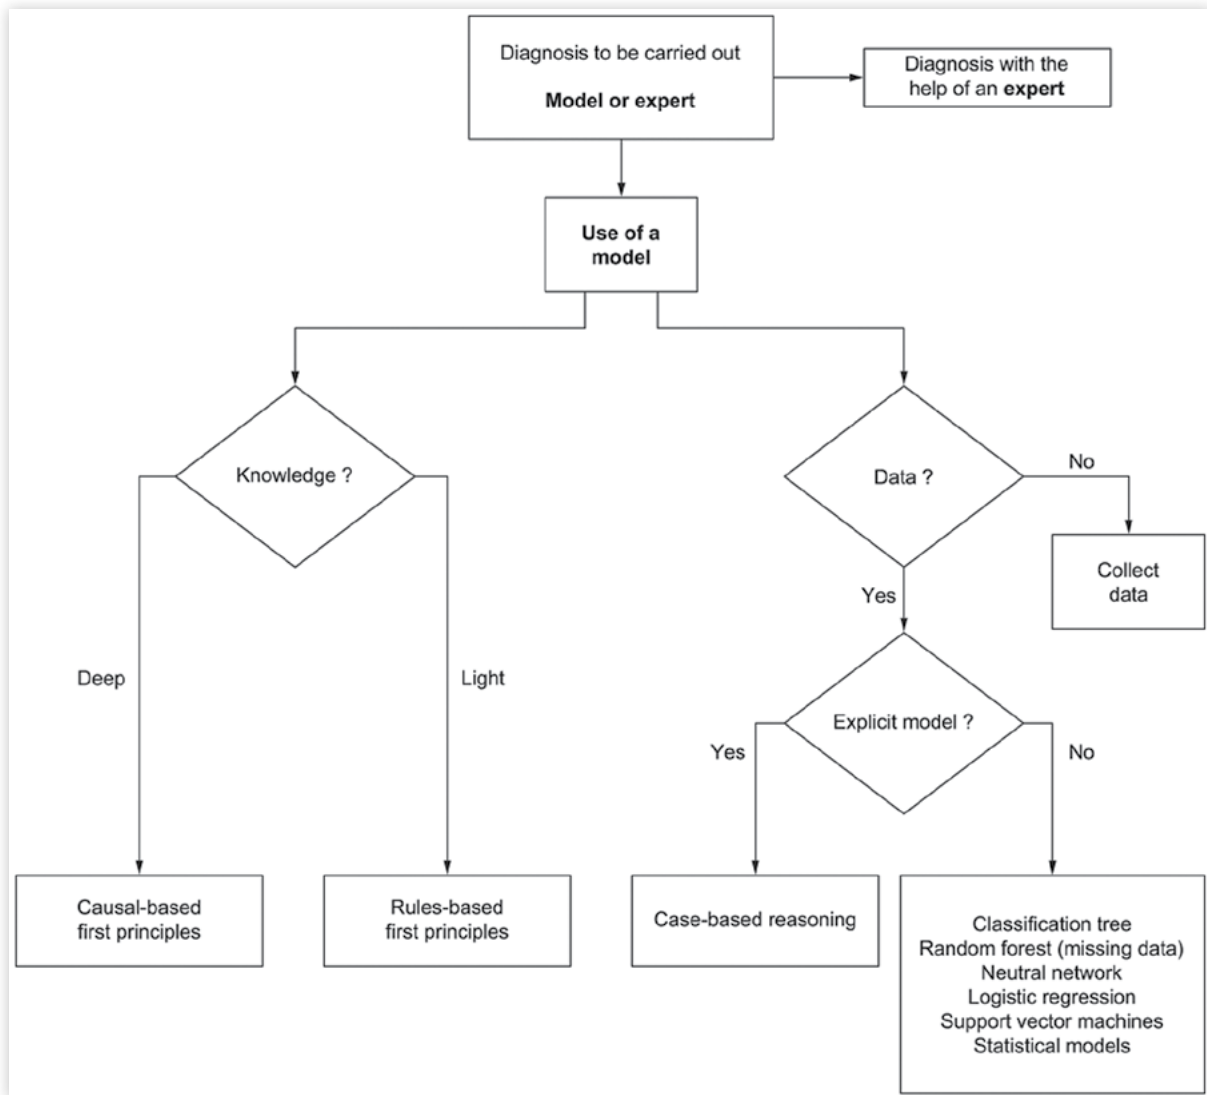 Diagnosis to be carried out
Model or expert
Diagnosis with the
help of an expert
Use of a
model
Knowledge ?
Data ?
No
Collect
data
Yes
Deep
Light
Explicit model ?
Yes
No
Causal-based
first principles
Rules-based
first principles
Case-based reasoning
Classification tree
Random forest (missing data)
Neutral network
Logistic regression
Support vector machines
Statistical models